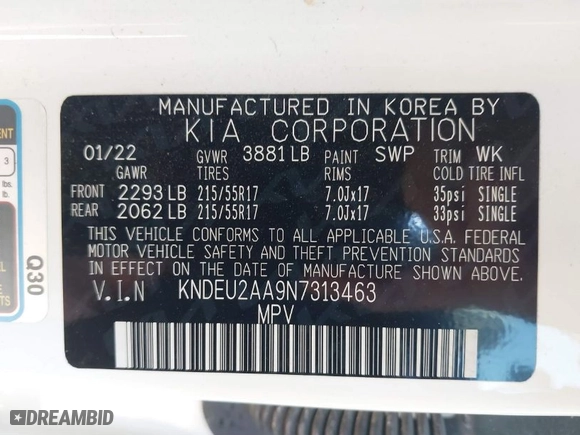 MANUFACTURED IN KOREA BY
KIA CORPORATION
01/22 GVWR 3881 LB PAINT SWP TRIM WK
GAWR TIRES RIMS COLD TIRE INFL
FRONT 2293 LB 215/55R17 7.0Jx17 35psi SINGLE
REAR 2062 LB 215/55R17 7.0Jx17 33psi SINGLE
THIS VEHICLE CONFORMS TO ALL APPLICABLE U.S.A. FEDERAL
MOTOR VEHICLE SAFETY AND THEFT PREVENTION STANDARDS
IN EFFECT ON THE DATE OF MANUFACTURE SHOWN ABOVE.
V.I.N KNDEU2AA9N7313463
MPV
Q30
3
lbs.
DREAMBID